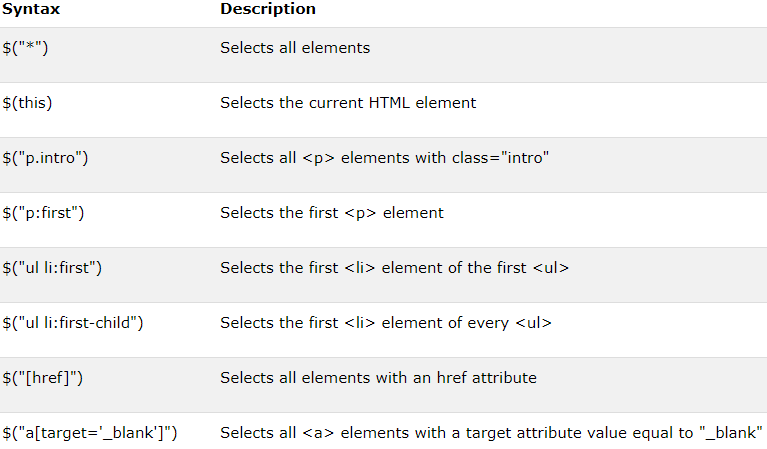 Syntax Description
$("*") Selects all elements
$(this) Selects the current HTML element
$("p.intro") Selects all <p> elements with class="intro"
$("p:first") Selects the first <p> element
$("ul li:first") Selects the first <li> element of the first <ul>
$("ul li:first-child") Selects the first <li> element of every <ul>
$("[href]") Selects all elements with an href attribute
$("a[target='_blank']") Selects all <a> elements with a target attribute value equal to "_blank"